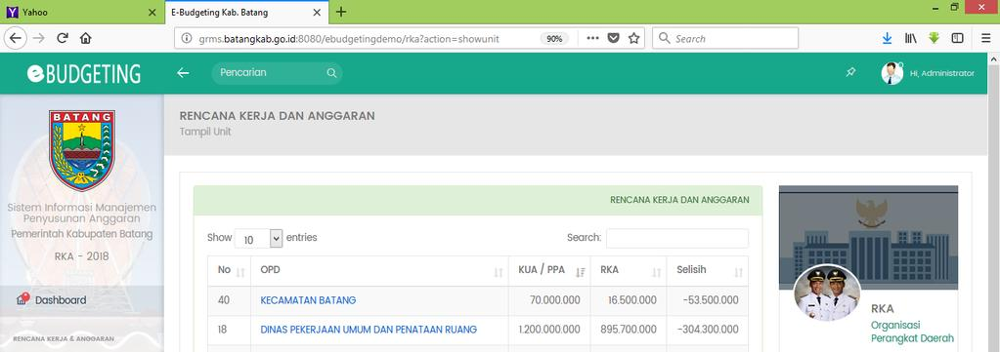 Yahoo
E-Budgeting Kab. Batang
grms.batangkab.go.id:8080/ebudgetingdemo/rka?action=showunit
90%
Search
eBUDGETING
Pencarian
Hi, Administrator
BATANG
Sistem Informasi Manajemen
Penyusunan Anggaran
Pemerintah Kabupaten Batang
RKA - 2018
Dashboard
RENCANA KERJA & ANGGARAN
RENCANA KERJA DAN ANGGARAN
Tampil Unit
RENCANA KERJA DAN ANGGARAN
Show 10 entries
Search:
No OPD KUA / PPA RKA Selisih
40 KECAMATAN BATANG 70.000.000 16.500.000 -53.500.000
18 DINAS PEKERJAAN UMUM DAN PENATAAN RUANG 1.200.000.000 895.700.000 -304.300.000
RKA
Organisasi
Perangkat Daerah